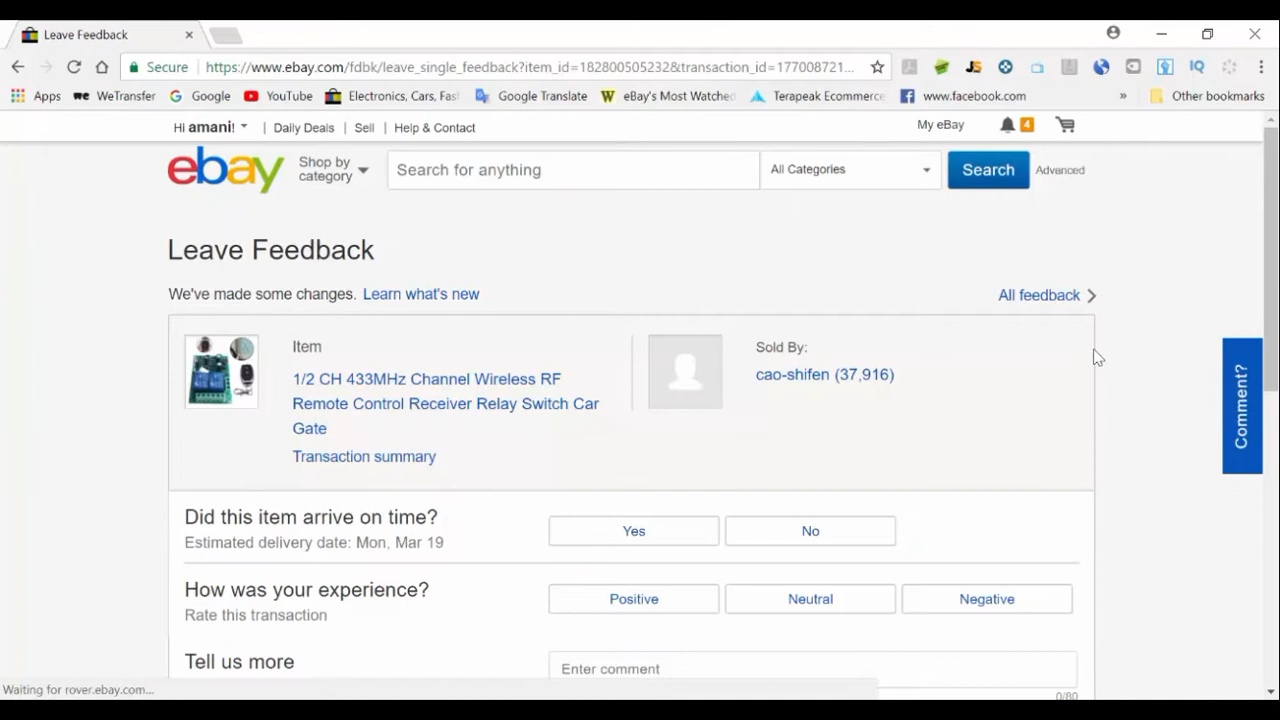 Leave Feedback
Secure https://www.ebay.com/fdbk/leave_single_feedback?item_id=182800505232&transaction_id=177008721...
Apps WeTransfer Google YouTube Electronics, Cars, Fas Google Translate eBay's Most Watched Terapeak Ecommerce www.facebook.com » Other bookmarks
Hi amani! Daily Deals Sell Help & Contact My eBay 4
ebay Shop by category Search for anything All Categories Search Advanced
Leave Feedback
We've made some changes. Learn what's new All feedback
Item
1/2 CH 433MHz Channel Wireless RF
Remote Control Receiver Relay Switch Car
Gate
Transaction summary
Sold By:
cao-shifen (37,916)
Comment?
Did this item arrive on time? Yes No
Estimated delivery date: Mon, Mar 19
How was your experience? Positive Neutral Negative
Rate this transaction
Tell us more Enter comment
0/80
Waiting for rover.ebay.com...